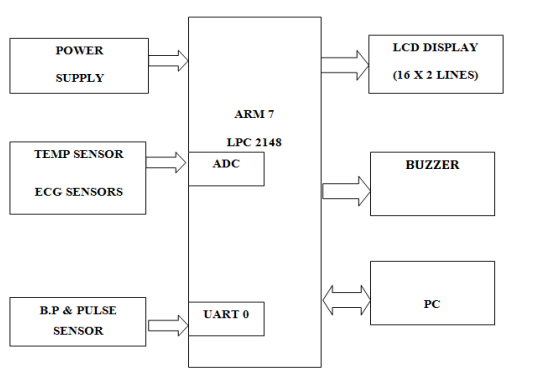 POWER
SUPPLY
TEMP SENSOR
ECG SENSORS
B.P & PULSE
SENSOR
ARM 7
LPC 2148
ADC
UART 0
LCD DISPLAY
(16 X 2 LINES)
BUZZER
PC